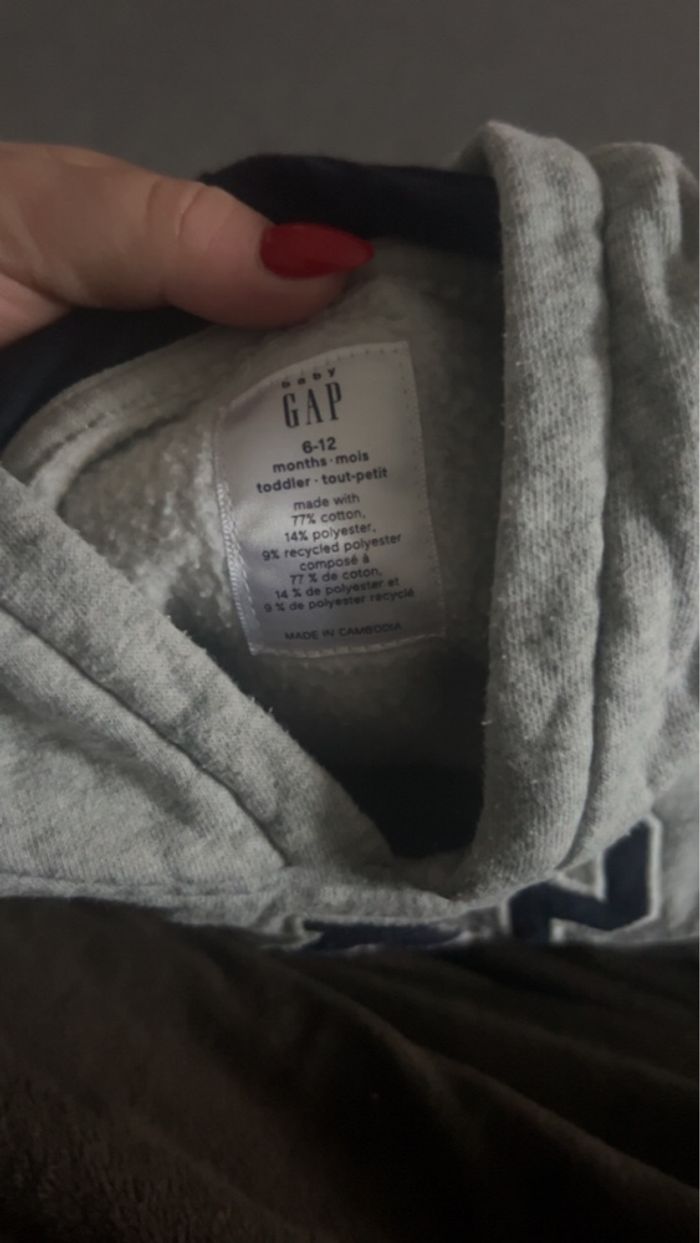 baby
GAP
6-12
months·mois
toddler·tout-petit
made with
77% cotton,
14% polyester,
9% recycled polyester
composé à
77 % de coton,
14 % de polyester et
9 % de polyester recyclé
MADE IN CAMBODIA